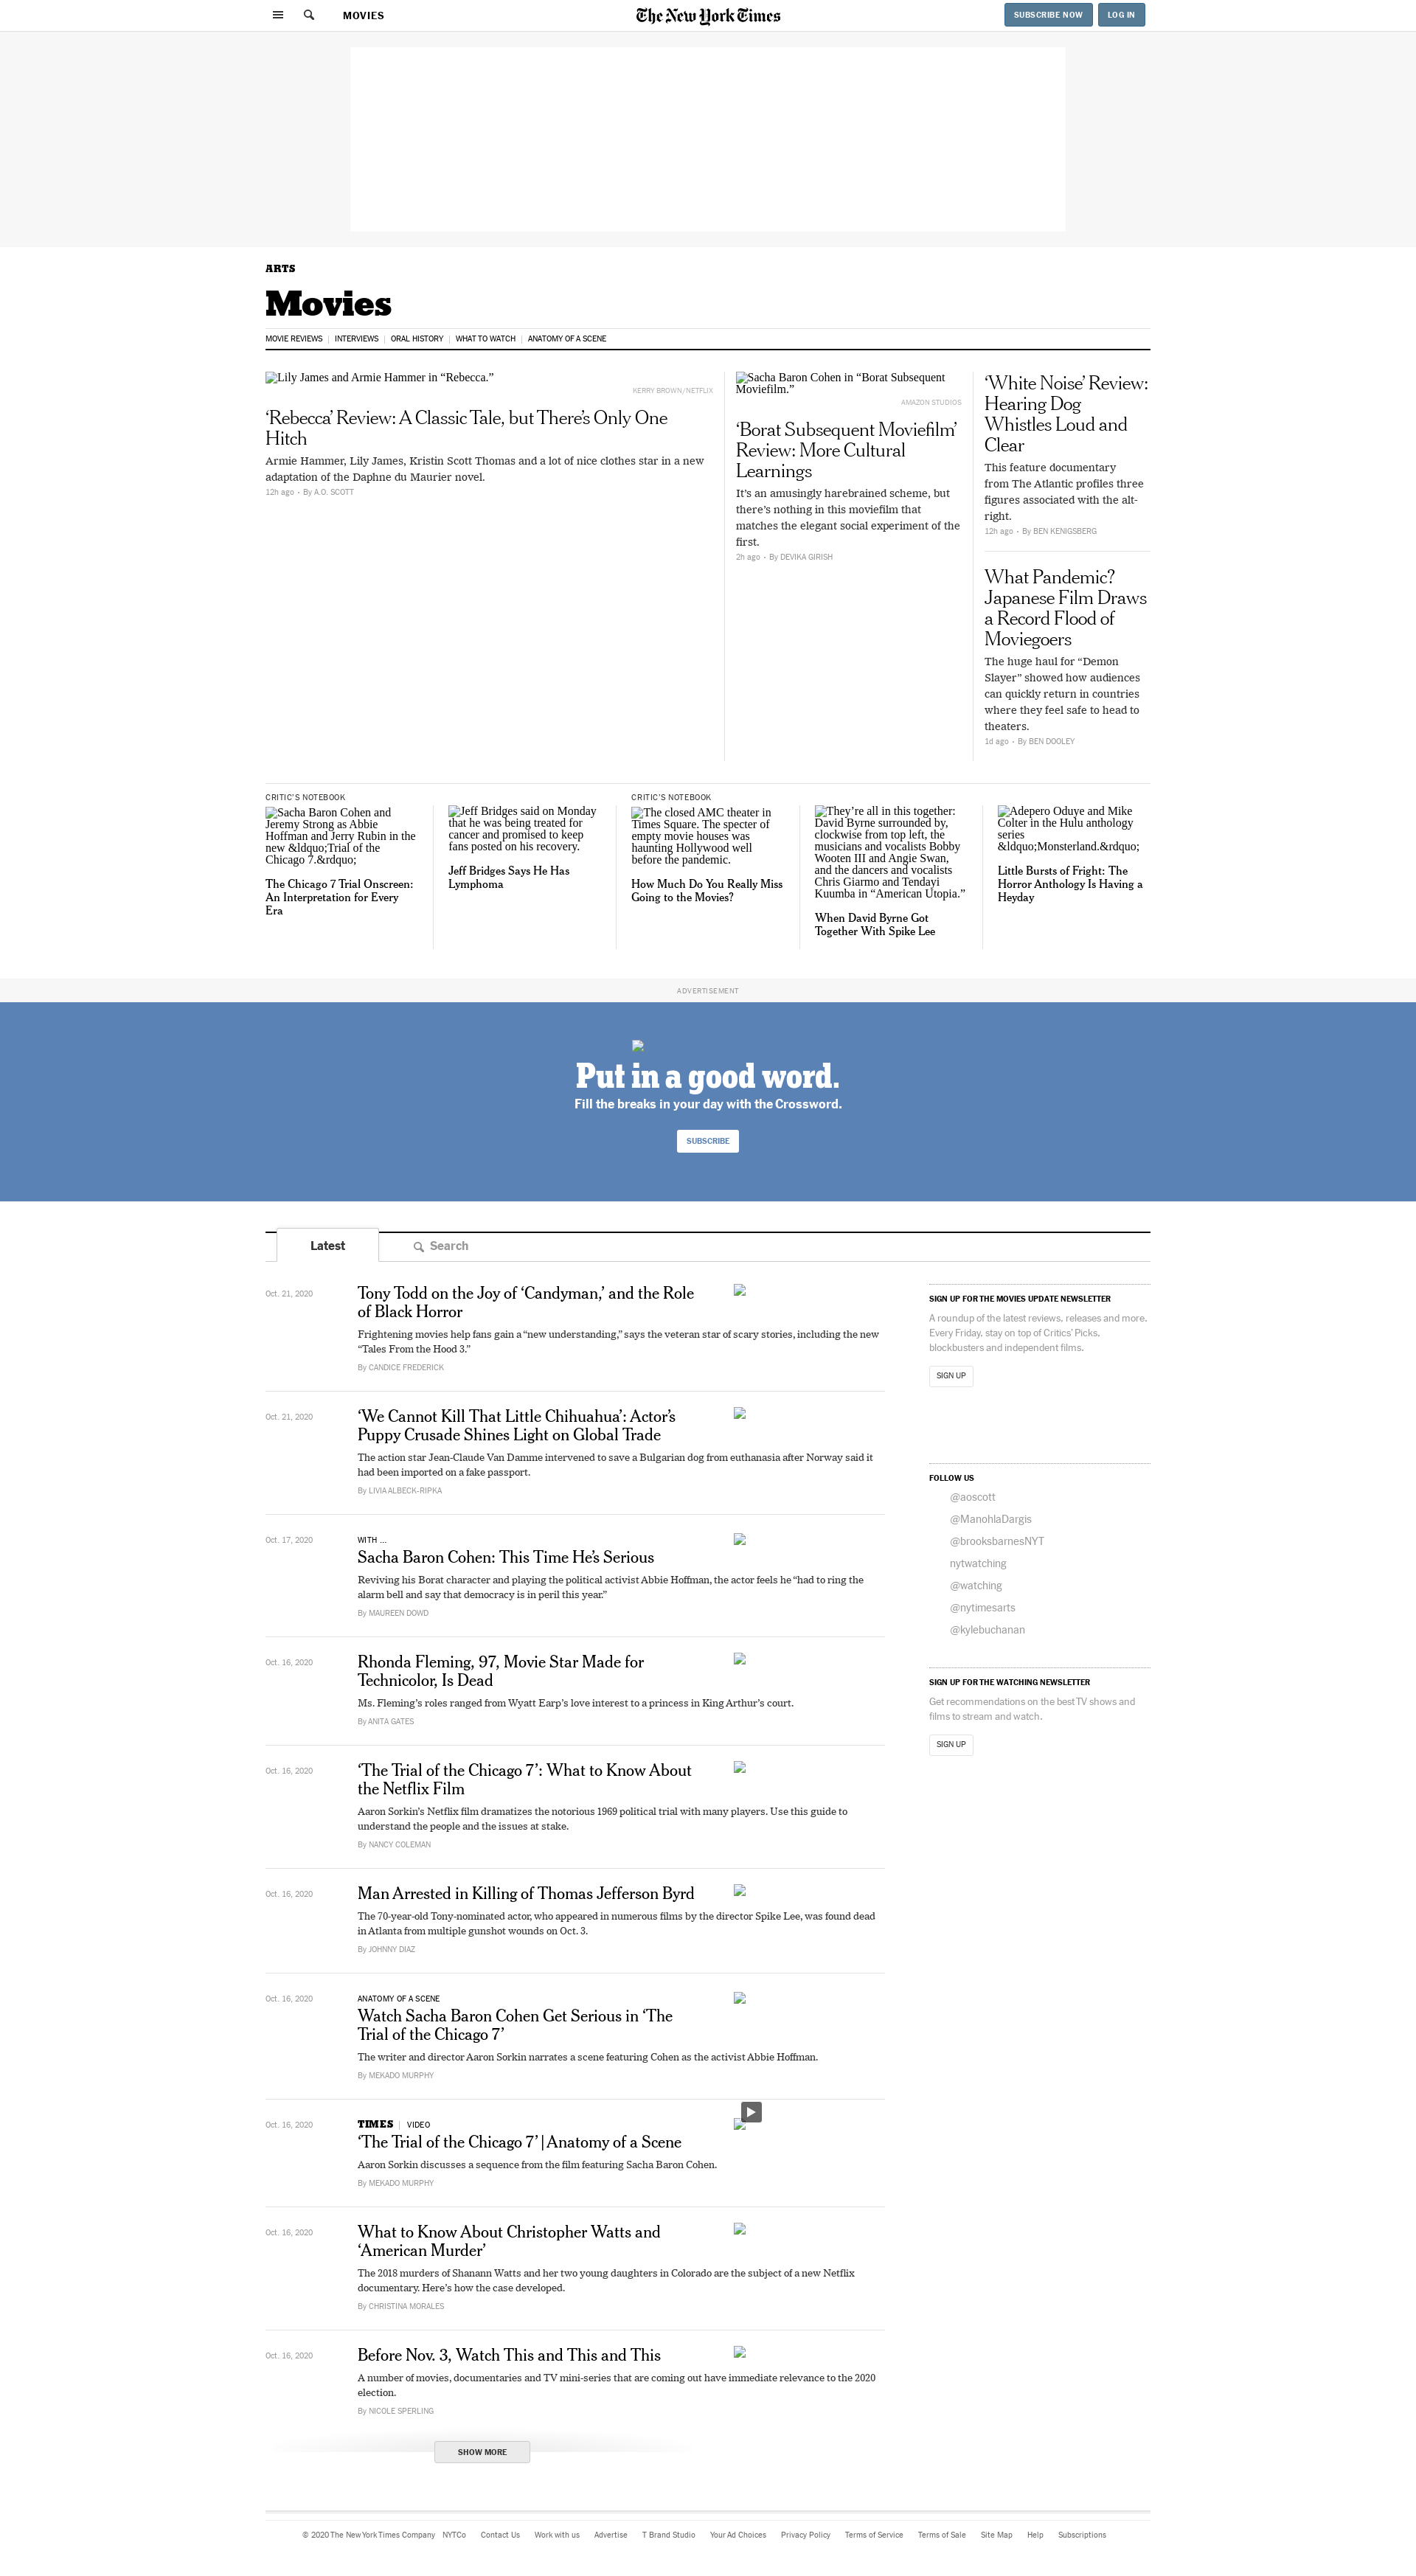 MOVIES
The New York Times
SUBSCRIBE NOW
LOG IN
ARTS
Movies
MOVIE REVIEWS
INTERVIEWS
ORAL HISTORY
WHAT TO WATCH
ANATOMY OF A SCENE
Lily James and Armie Hammer in “Rebecca.”
KERRY BROWN/NETFLIX
‘Rebecca’ Review: A Classic Tale, but There’s Only One
Hitch
Armie Hammer, Lily James, Kristin Scott Thomas and a lot of nice clothes star in a new
adaptation of the Daphne du Maurier novel.
12h ago • By A.O. SCOTT
Sacha Baron Cohen in “Borat Subsequent
Moviefilm.”
AMAZON STUDIOS
‘Borat Subsequent Moviefilm’
Review: More Cultural
Learnings
It’s an amusingly harebrained scheme, but
there’s nothing in this moviefilm that
matches the elegant social experiment of the
first.
2h ago • By DEVIKA GIRISH
‘White Noise’ Review:
Hearing Dog
Whistles Loud and
Clear
This feature documentary
from The Atlantic profiles three
figures associated with the alt-
right.
12h ago • By BEN KENIGSBERG
What Pandemic?
Japanese Film Draws
a Record Flood of
Moviegoers
The huge haul for “Demon
Slayer” showed how audiences
can quickly return in countries
where they feel safe to head to
theaters.
1d ago • By BEN DOOLEY
CRITIC’S NOTEBOOK
Sacha Baron Cohen and
Jeremy Strong as Abbie
Hoffman and Jerry Rubin in the
new &ldquo;Trial of the
Chicago 7.&rdquo;
The Chicago 7 Trial Onscreen:
An Interpretation for Every
Era
Jeff Bridges said on Monday
that he was being treated for
cancer and promised to keep
fans posted on his recovery.
Jeff Bridges Says He Has
Lymphoma
CRITIC’S NOTEBOOK
The closed AMC theater in
Times Square. The specter of
empty movie houses was
haunting Hollywood well
before the pandemic.
How Much Do You Really Miss
Going to the Movies?
They’re all in this together:
David Byrne surrounded by,
clockwise from top left, the
musicians and vocalists Bobby
Wooten III and Angie Swan,
and the dancers and vocalists
Chris Giarmo and Tendayi
Kuumba in “American Utopia.”
When David Byrne Got
Together With Spike Lee
Adepero Oduye and Mike
Colter in the Hulu anthology
series
&ldquo;Monsterland.&rdquo;
Little Bursts of Fright: The
Horror Anthology Is Having a
Heyday
ADVERTISEMENT
Put in a good word.
Fill the breaks in your day with the Crossword.
SUBSCRIBE
Latest
Search
Oct. 21, 2020
Tony Todd on the Joy of ‘Candyman,’ and the Role
of Black Horror
Frightening movies help fans gain a “new understanding,” says the veteran star of scary stories, including the new
“Tales From the Hood 3.”
By CANDICE FREDERICK
Oct. 21, 2020
‘We Cannot Kill That Little Chihuahua’: Actor’s
Puppy Crusade Shines Light on Global Trade
The action star Jean-Claude Van Damme intervened to save a Bulgarian dog from euthanasia after Norway said it
had been imported on a fake passport.
By LIVIA ALBECK-RIPKA
Oct. 17, 2020
WITH ...
Sacha Baron Cohen: This Time He’s Serious
Reviving his Borat character and playing the political activist Abbie Hoffman, the actor feels he “had to ring the
alarm bell and say that democracy is in peril this year.”
By MAUREEN DOWD
Oct. 16, 2020
Rhonda Fleming, 97, Movie Star Made for
Technicolor, Is Dead
Ms. Fleming’s roles ranged from Wyatt Earp’s love interest to a princess in King Arthur’s court.
By ANITA GATES
Oct. 16, 2020
‘The Trial of the Chicago 7’: What to Know About
the Netflix Film
Aaron Sorkin’s Netflix film dramatizes the notorious 1969 political trial with many players. Use this guide to
understand the people and the issues at stake.
By NANCY COLEMAN
Oct. 16, 2020
Man Arrested in Killing of Thomas Jefferson Byrd
The 70-year-old Tony-nominated actor, who appeared in numerous films by the director Spike Lee, was found dead
in Atlanta from multiple gunshot wounds on Oct. 3.
By JOHNNY DIAZ
Oct. 16, 2020
ANATOMY OF A SCENE
Watch Sacha Baron Cohen Get Serious in ‘The
Trial of the Chicago 7’
The writer and director Aaron Sorkin narrates a scene featuring Cohen as the activist Abbie Hoffman.
By MEKADO MURPHY
Oct. 16, 2020
TIMES | VIDEO
‘The Trial of the Chicago 7’ | Anatomy of a Scene
Aaron Sorkin discusses a sequence from the film featuring Sacha Baron Cohen.
By MEKADO MURPHY
Oct. 16, 2020
What to Know About Christopher Watts and
‘American Murder’
The 2018 murders of Shanann Watts and her two young daughters in Colorado are the subject of a new Netflix
documentary. Here’s how the case developed.
By CHRISTINA MORALES
Oct. 16, 2020
Before Nov. 3, Watch This and This and This
A number of movies, documentaries and TV mini-series that are coming out have immediate relevance to the 2020
election.
By NICOLE SPERLING
SHOW MORE
SIGN UP FOR THE MOVIES UPDATE NEWSLETTER
A roundup of the latest reviews, releases and more.
Every Friday, stay on top of Critics’ Picks,
blockbusters and independent films.
SIGN UP
FOLLOW US
@aoscott
@ManohlaDargis
@brooksbarnesNYT
nytwatching
@watching
@nytimesarts
@kylebuchanan
SIGN UP FOR THE WATCHING NEWSLETTER
Get recommendations on the best TV shows and
films to stream and watch.
SIGN UP
© 2020 The New York Times Company
NYTCo
Contact Us
Work with us
Advertise
T Brand Studio
Your Ad Choices
Privacy Policy
Terms of Service
Terms of Sale
Site Map
Help
Subscriptions